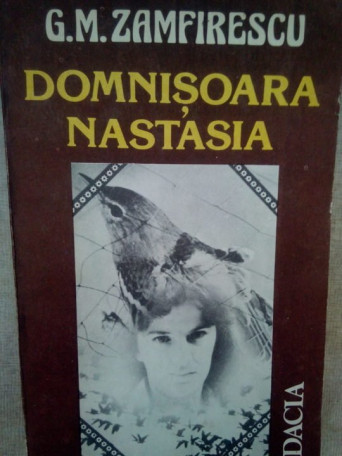 G.M. ZAMFIRESCU
DOMNIȘOARA
NASTASIA
DACIA